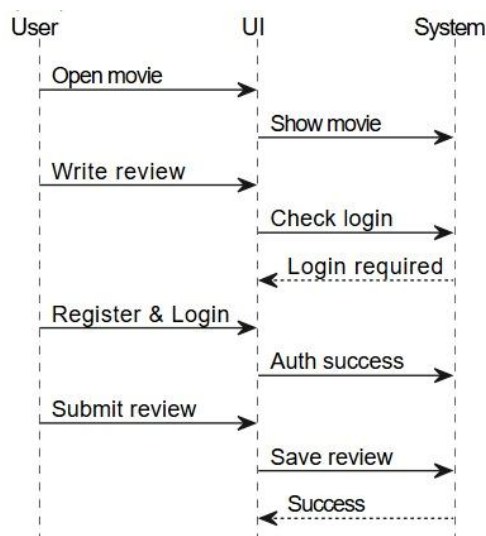 User UI System
Open movie
Show movie
Write review
Check login
Login required
Register & Login
Auth success
Submit review
Save review
Success